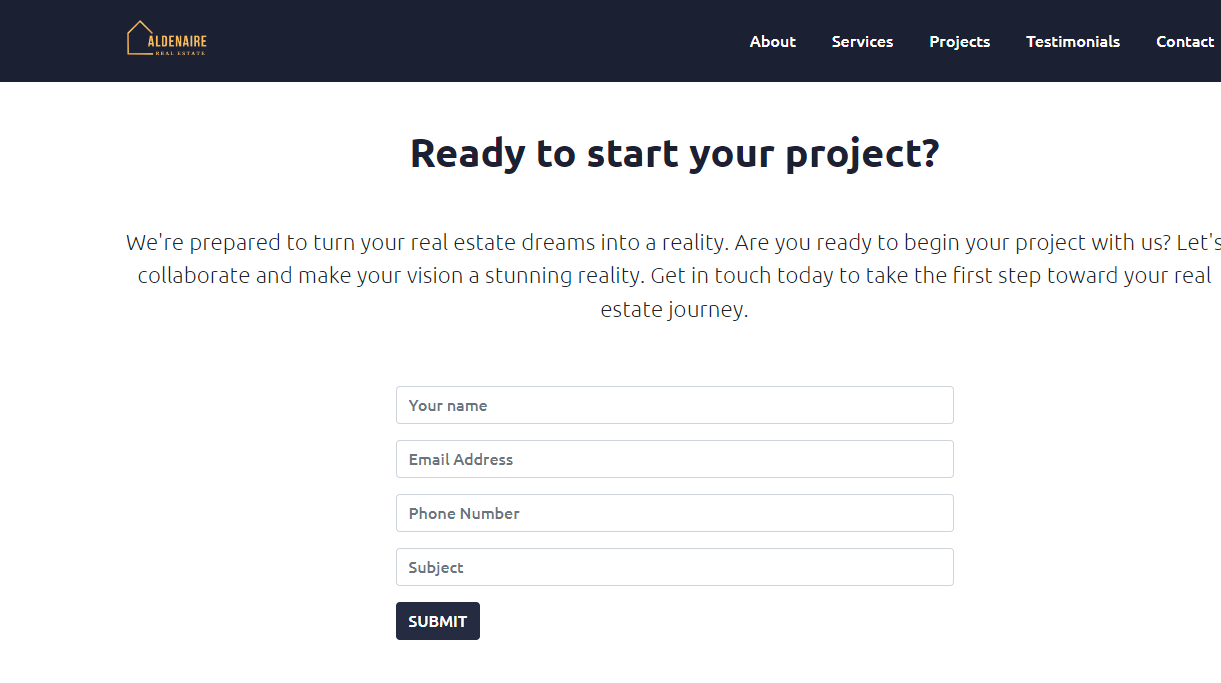 ALDENAIRE
REAL ESTATE
About Services Projects Testimonials Contact
Ready to start your project?
We're prepared to turn your real estate dreams into a reality. Are you ready to begin your project with us? Let's
collaborate and make your vision a stunning reality. Get in touch today to take the first step toward your real
estate journey.
Your name
Email Address
Phone Number
Subject
SUBMIT